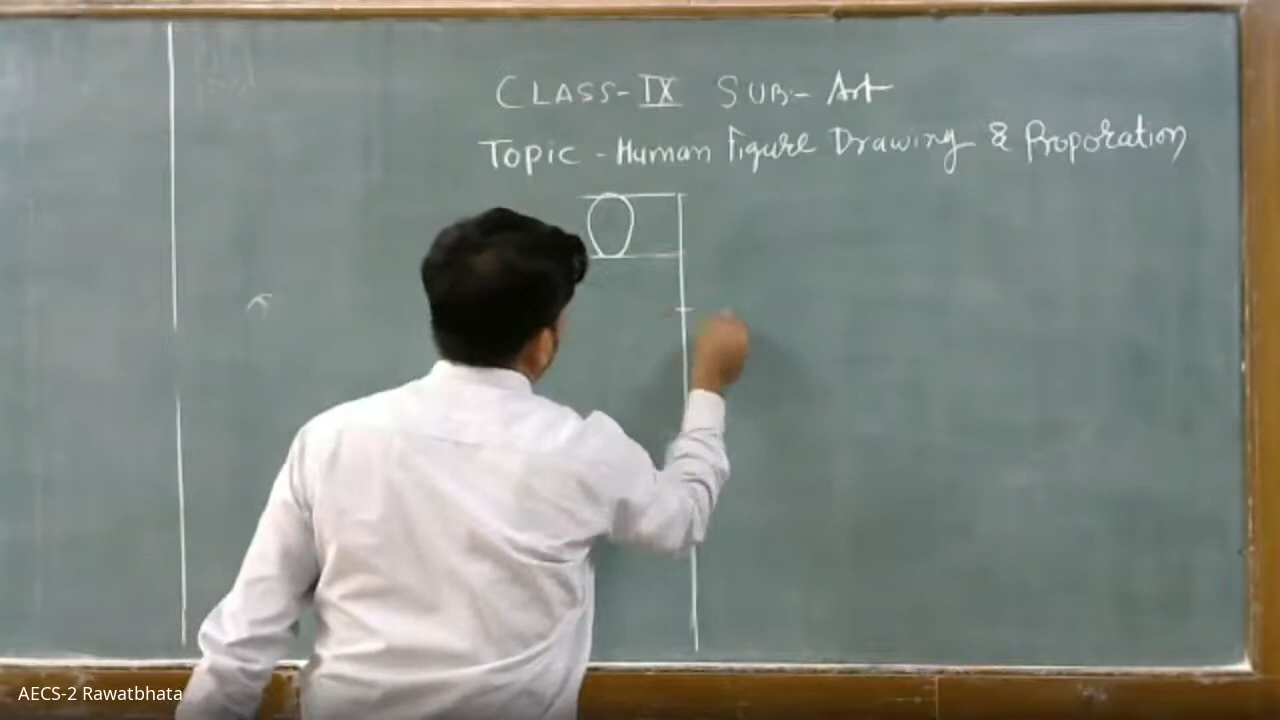 CLASS-IX SUB:- Art
Topic - Human Figure Drawing & Proporation
AECS-2 Rawatbhata